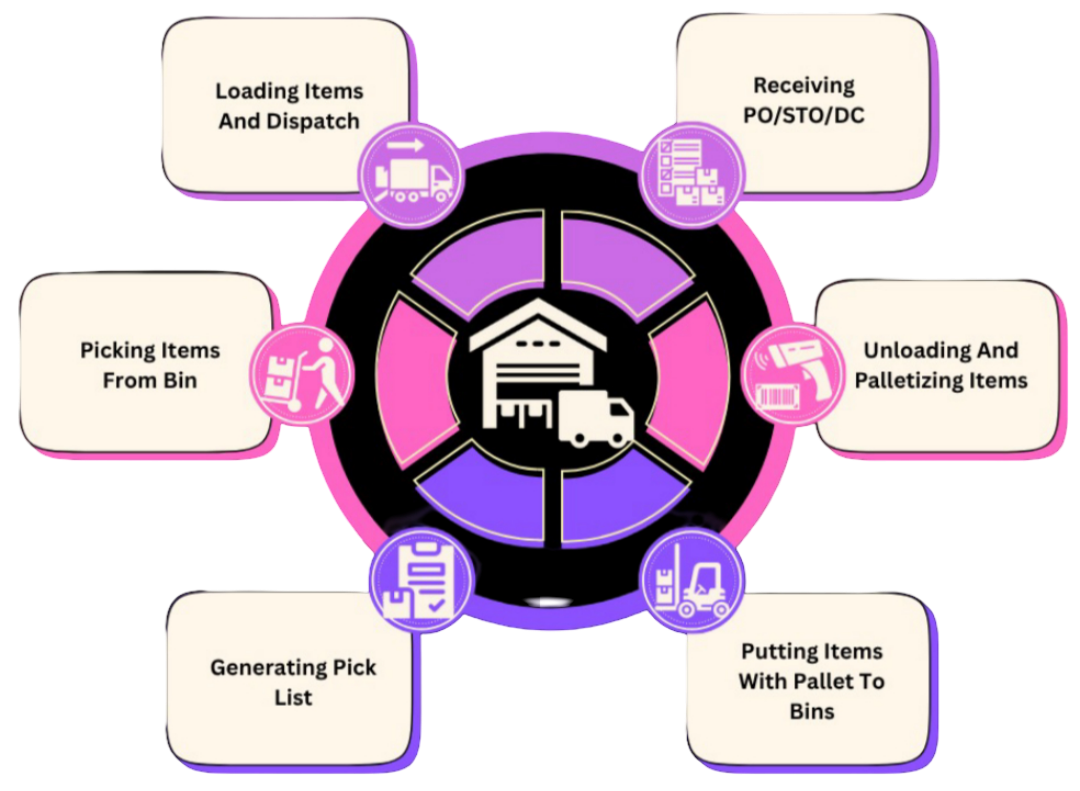 Loading Items
And Dispatch
Receiving
PO/STO/DC
Picking Items
From Bin
Unloading And
Palletizing Items
Generating Pick
List
Putting Items
With Pallet To
Bins